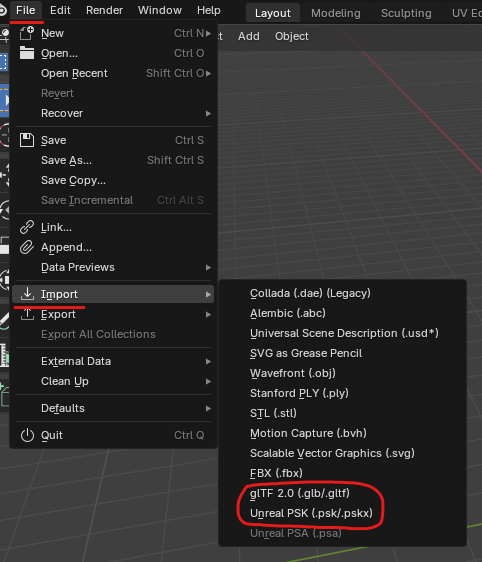 File Edit Render Window Help Layout Modeling Sculpting UV Ed
Add Object
New Ctrl N
Open... Ctrl O
Open Recent Shift Ctrl O
Revert
Recover
Save Ctrl S
Save As... Shift Ctrl S
Save Copy...
Save Incremental Ctrl Alt S
Link...
Append...
Data Previews
Import
Export
Export All Collections
External Data
Clean Up
Defaults
Quit Ctrl Q
Collada (.dae) (Legacy)
Alembic (.abc)
Universal Scene Description (.usd*)
SVG as Grease Pencil
Wavefront (.obj)
Stanford PLY (.ply)
STL (.stl)
Motion Capture (.bvh)
Scalable Vector Graphics (.svg)
FBX (.fbx)
glTF 2.0 (.glb/.gltf)
Unreal PSK (.psk/.pskx)
Unreal PSA (.psa)